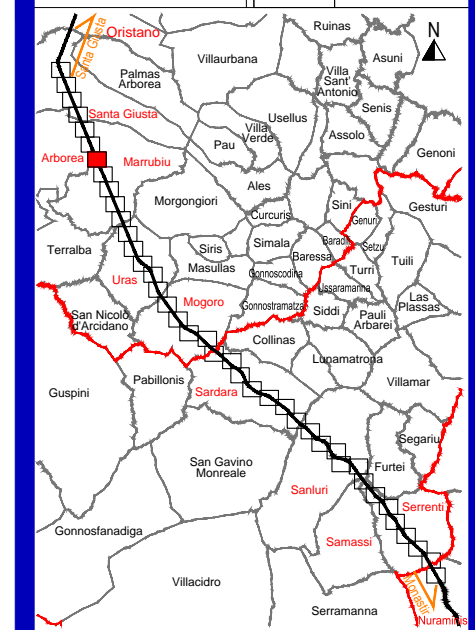 Ruinas
N
Oristano
Santa Giusta
Villaurbana
Asuni
Palmas
Arborea
Villa
Sant'
Antonio
Senis
Santa Giusta
Usellus
Villa
Verde
Assolo
Pau
Genoni
Arborea
Marrubiu
Ales
Morgongiori
Sini
Gesturi
Curcuris
Genuri
Terralba
Siris
Simala
Baradili
Setzu
Baressa
Tuili
Masullas
Gonnoscodina
Turri
Uras
Ussaramanna
Mogoro
Gonnostramatza
Siddi
Las
Plassas
San Nicolò
d'Arcidano
Pauli
Arbarei
Collinas
Lunamatrona
Pabillonis
Villamar
Guspini
Sardara
Segariu
San Gavino
Monreale
Furtei
Sanluri
Serrenti
Gonnosfanadiga
Samassi
Villacidro
Monastir
Serramanna
Nuraminis